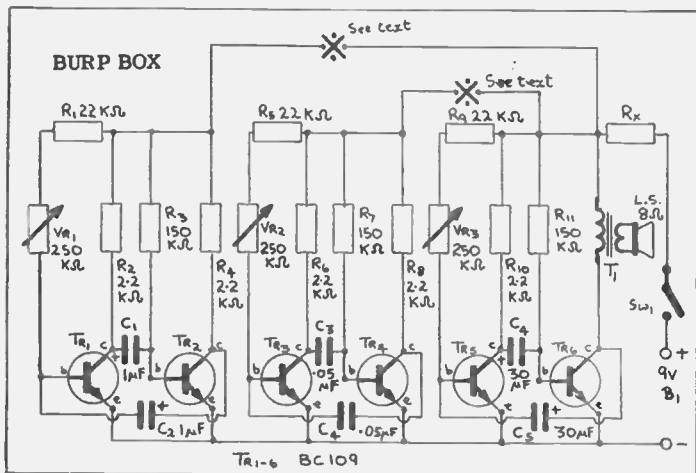 See text
BURP BOX
See text
R1 22KΩ
R5 22KΩ
R9 22KΩ
Rx
VR1
250
KΩ
R2
2.2
KΩ
R3
150
KΩ
R4
2.2
KΩ
VR2
250
KΩ
R6
2.2
KΩ
R7
150
KΩ
R8
2.2
KΩ
VR3
250
KΩ
R10
2.2
KΩ
R11
150
KΩ
L.S.
8Ω
T1
SW1
TR1
C1
1µF
TR2
TR3
C3
.05
µF
TR4
TR5
C4
30
µF
TR6
c
b
e
c
b
e
c
b
e
c
b
e
c
b
e
c
b
e
+
+
+
+
+
9V
B1
-
C2 1µF
C4 .05µF
C5 30µF
TR1-6 BC109